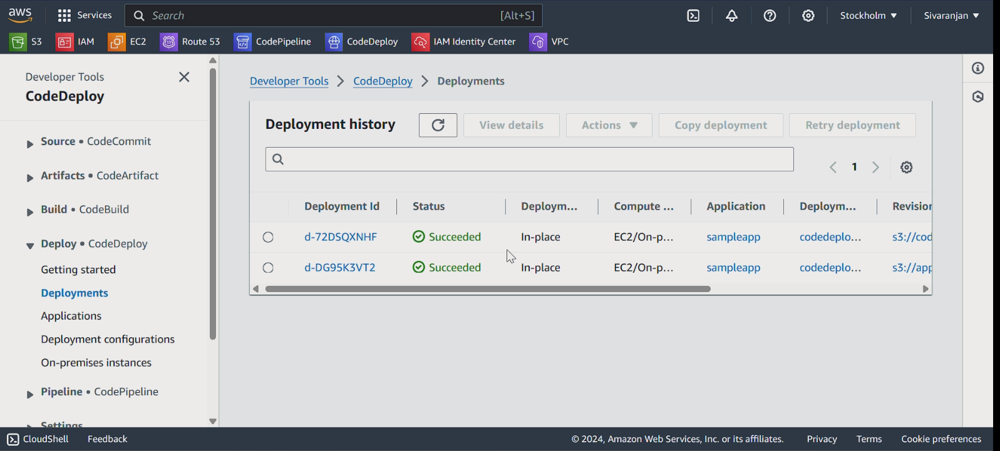 aws
Services
Search
[Alt+S]
Stockholm
Sivaranjan
S3
IAM
EC2
Route 53
CodePipeline
CodeDeploy
IAM Identity Center
VPC
Developer Tools
CodeDeploy
Source • CodeCommit
Artifacts • CodeArtifact
Build • CodeBuild
Deploy • CodeDeploy
Getting started
Deployments
Applications
Deployment configurations
On-premises instances
Pipeline • CodePipeline
Settings
Developer Tools > CodeDeploy > Deployments
Deployment history
View details
Actions
Copy deployment
Retry deployment
1
Deployment Id Status Deploym... Compute ... Application Deploym... Revision
d-72DSQXNHF Succeeded In-place EC2/On-p... sampleapp codedeplo... s3://cod
d-DG95K3VT2 Succeeded In-place EC2/On-p... sampleapp codedeplo... s3://app
CloudShell
Feedback
© 2024, Amazon Web Services, Inc. or its affiliates.
Privacy
Terms
Cookie preferences